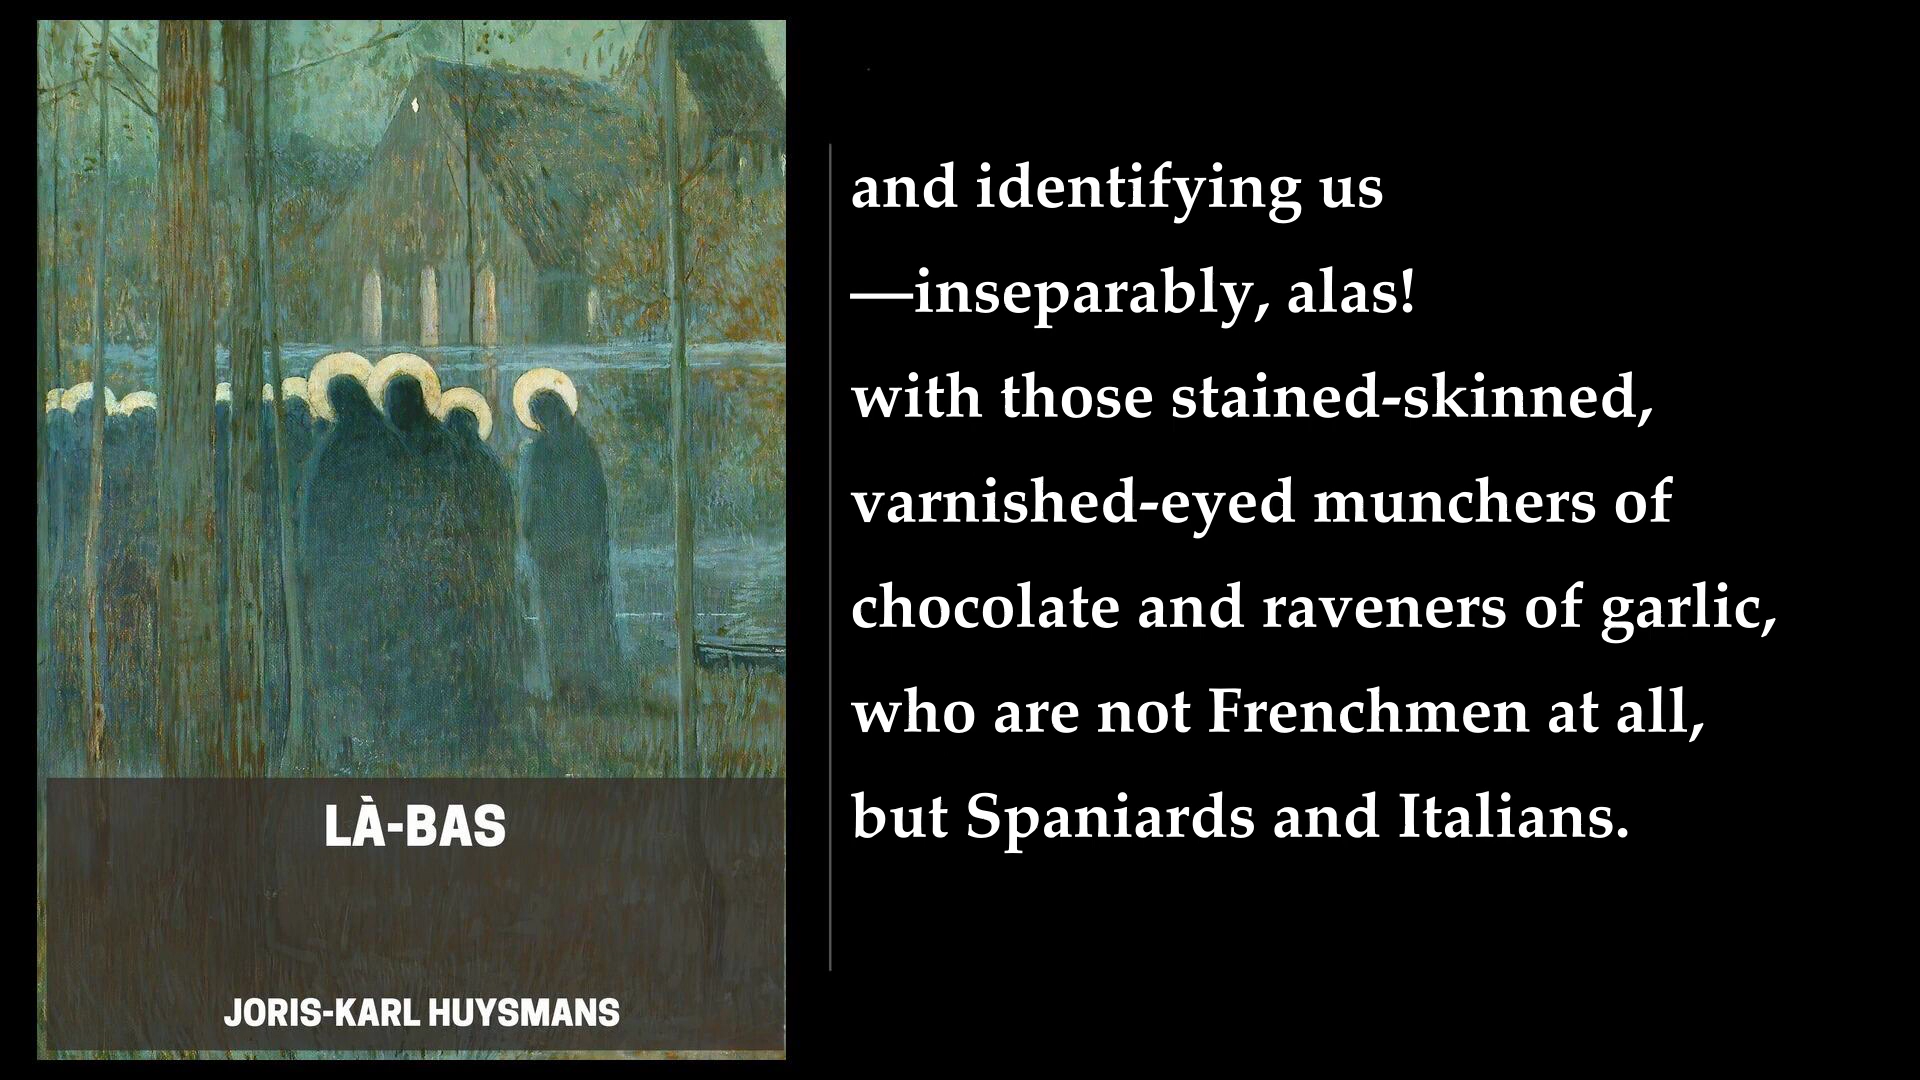 LÀ-BAS
JORIS-KARL HUYSMANS
and identifying us
—inseparably, alas!
with those stained-skinned,
varnished-eyed munchers of
chocolate and raveners of garlic,
who are not Frenchmen at all,
but Spaniards and Italians.